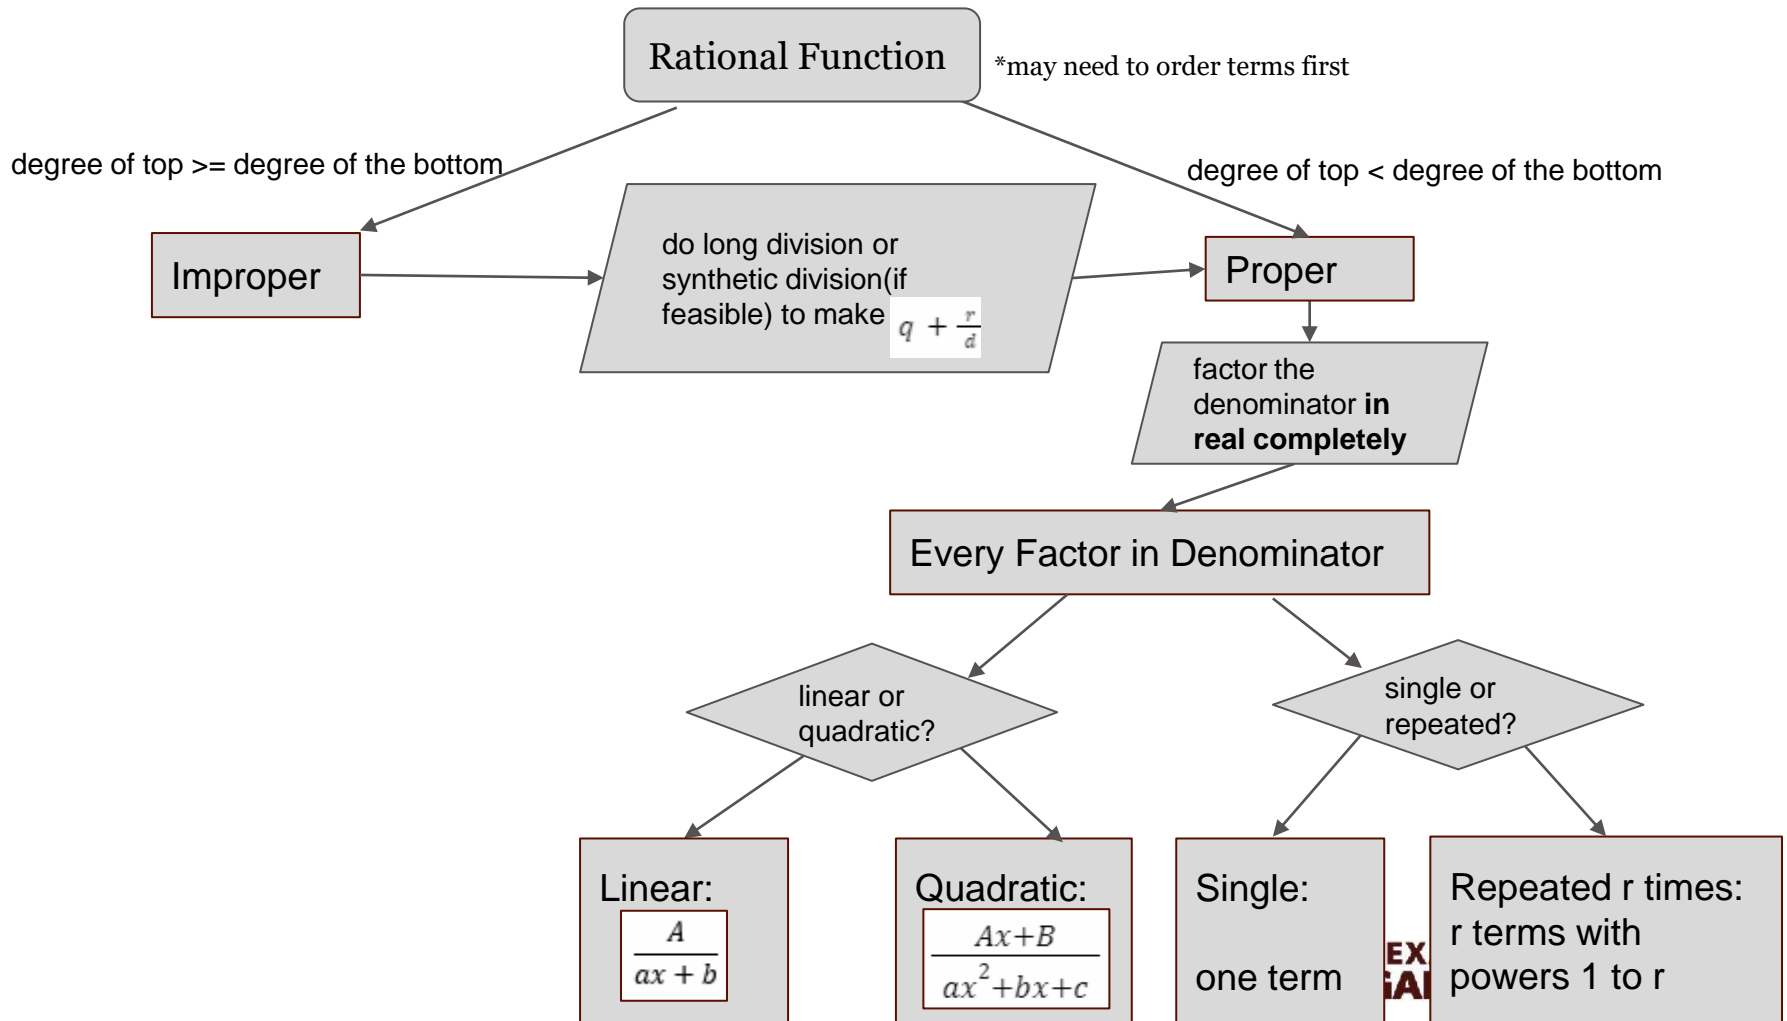 Rational Function
*may need to order terms first
degree of top >= degree of the bottom
degree of top < degree of the bottom
Improper
do long division or
synthetic division(if
feasible) to make q + r/d
Proper
factor the
denominator in
real completely
Every Factor in Denominator
linear or
quadratic?
single or
repeated?
Linear:
A
ax + b
Quadratic:
Ax+B
ax²+bx+c
Single:
one term
Repeated r times:
r terms with
powers 1 to r